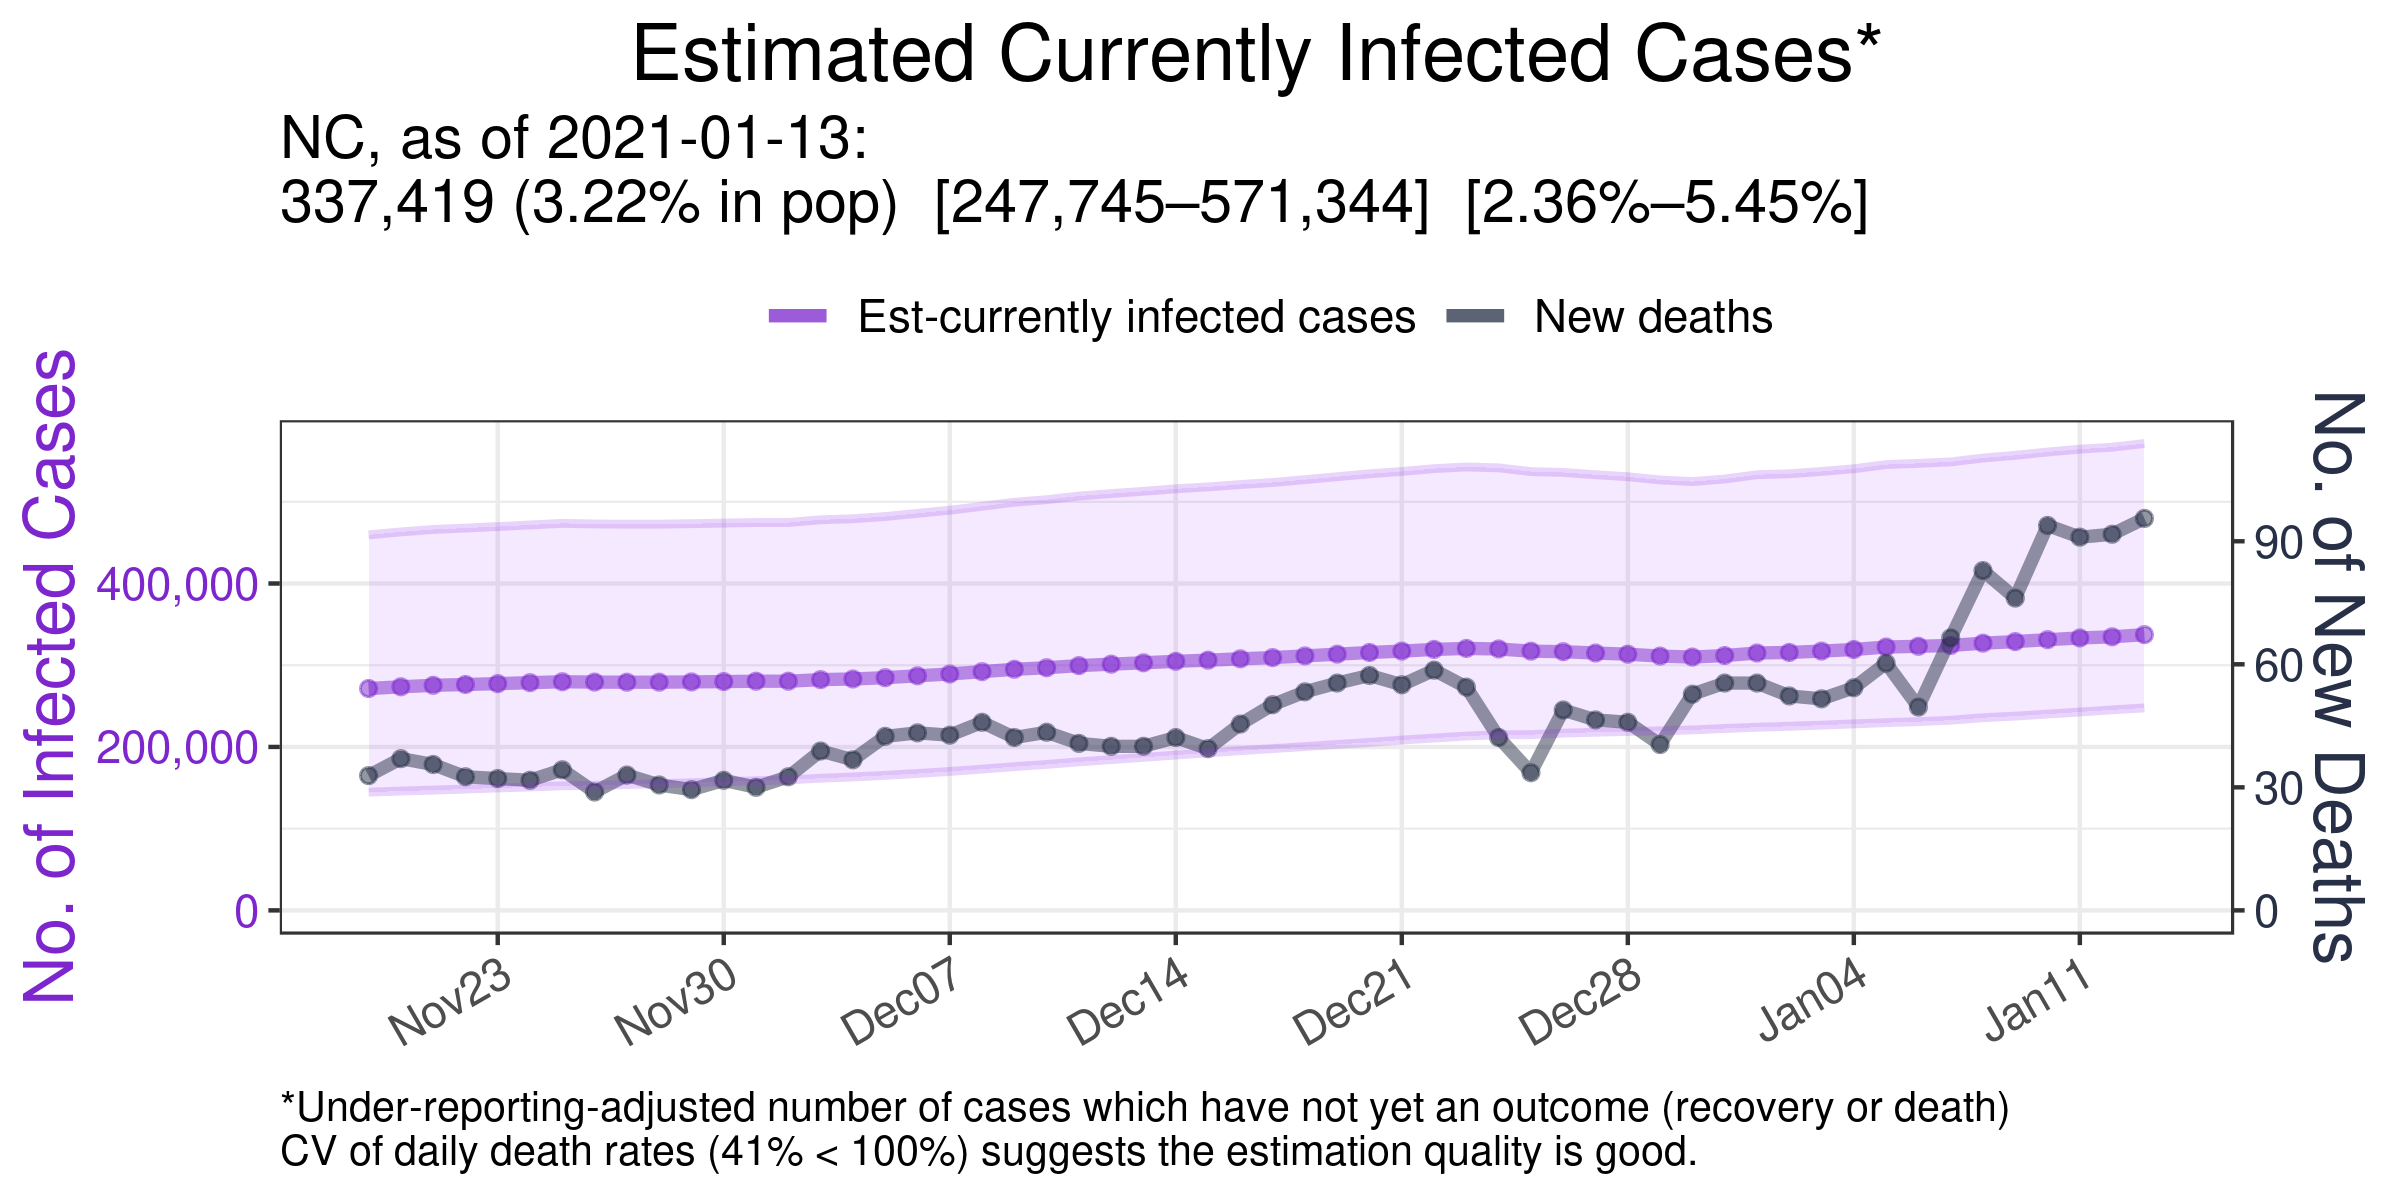 Estimated Currently Infected Cases*
NC, as of 2021-01-13:
337,419 (3.22% in pop)  [247,745–571,344]  [2.36%–5.45%]
Est-currently infected cases
New deaths
No. of Infected Cases
400,000
200,000
0
No. of New Deaths
90
60
30
0
Nov23
Nov30
Dec07
Dec14
Dec21
Dec28
Jan04
Jan11
*Under-reporting-adjusted number of cases which have not yet an outcome (recovery or death)
CV of daily death rates (41% < 100%) suggests the estimation quality is good.